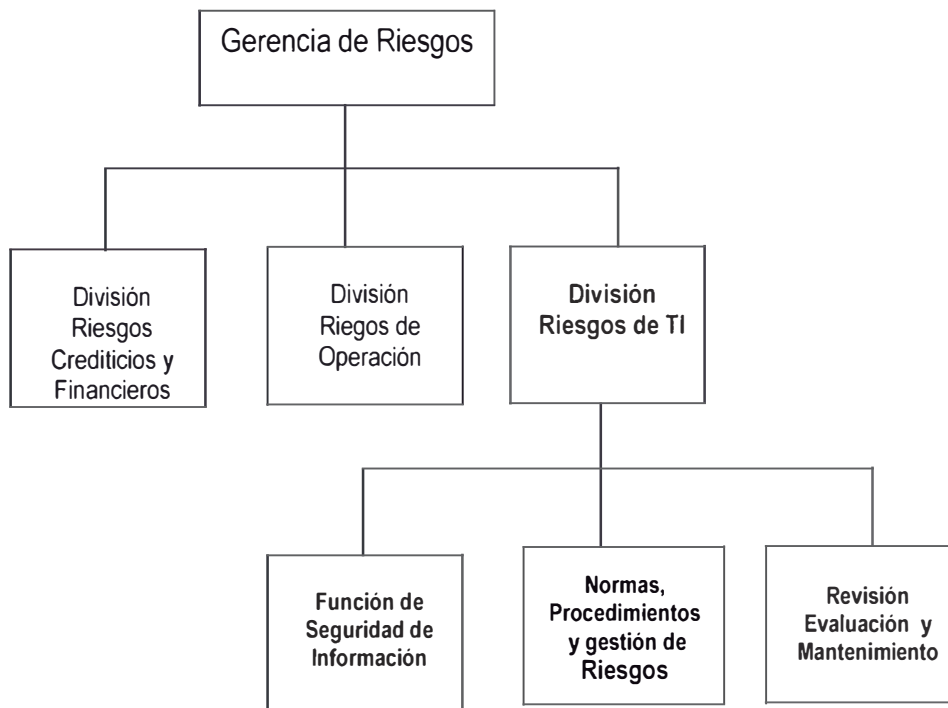 Gerencia de Riesgos
División
Riesgos
Crediticios y
Financieros
División
Riegos de
Operación
División
Riesgos de TI
Función de
Seguridad de
Información
Normas,
Procedimientos
y gestión de
Riesgos
Revisión
Evaluación y
Mantenimiento